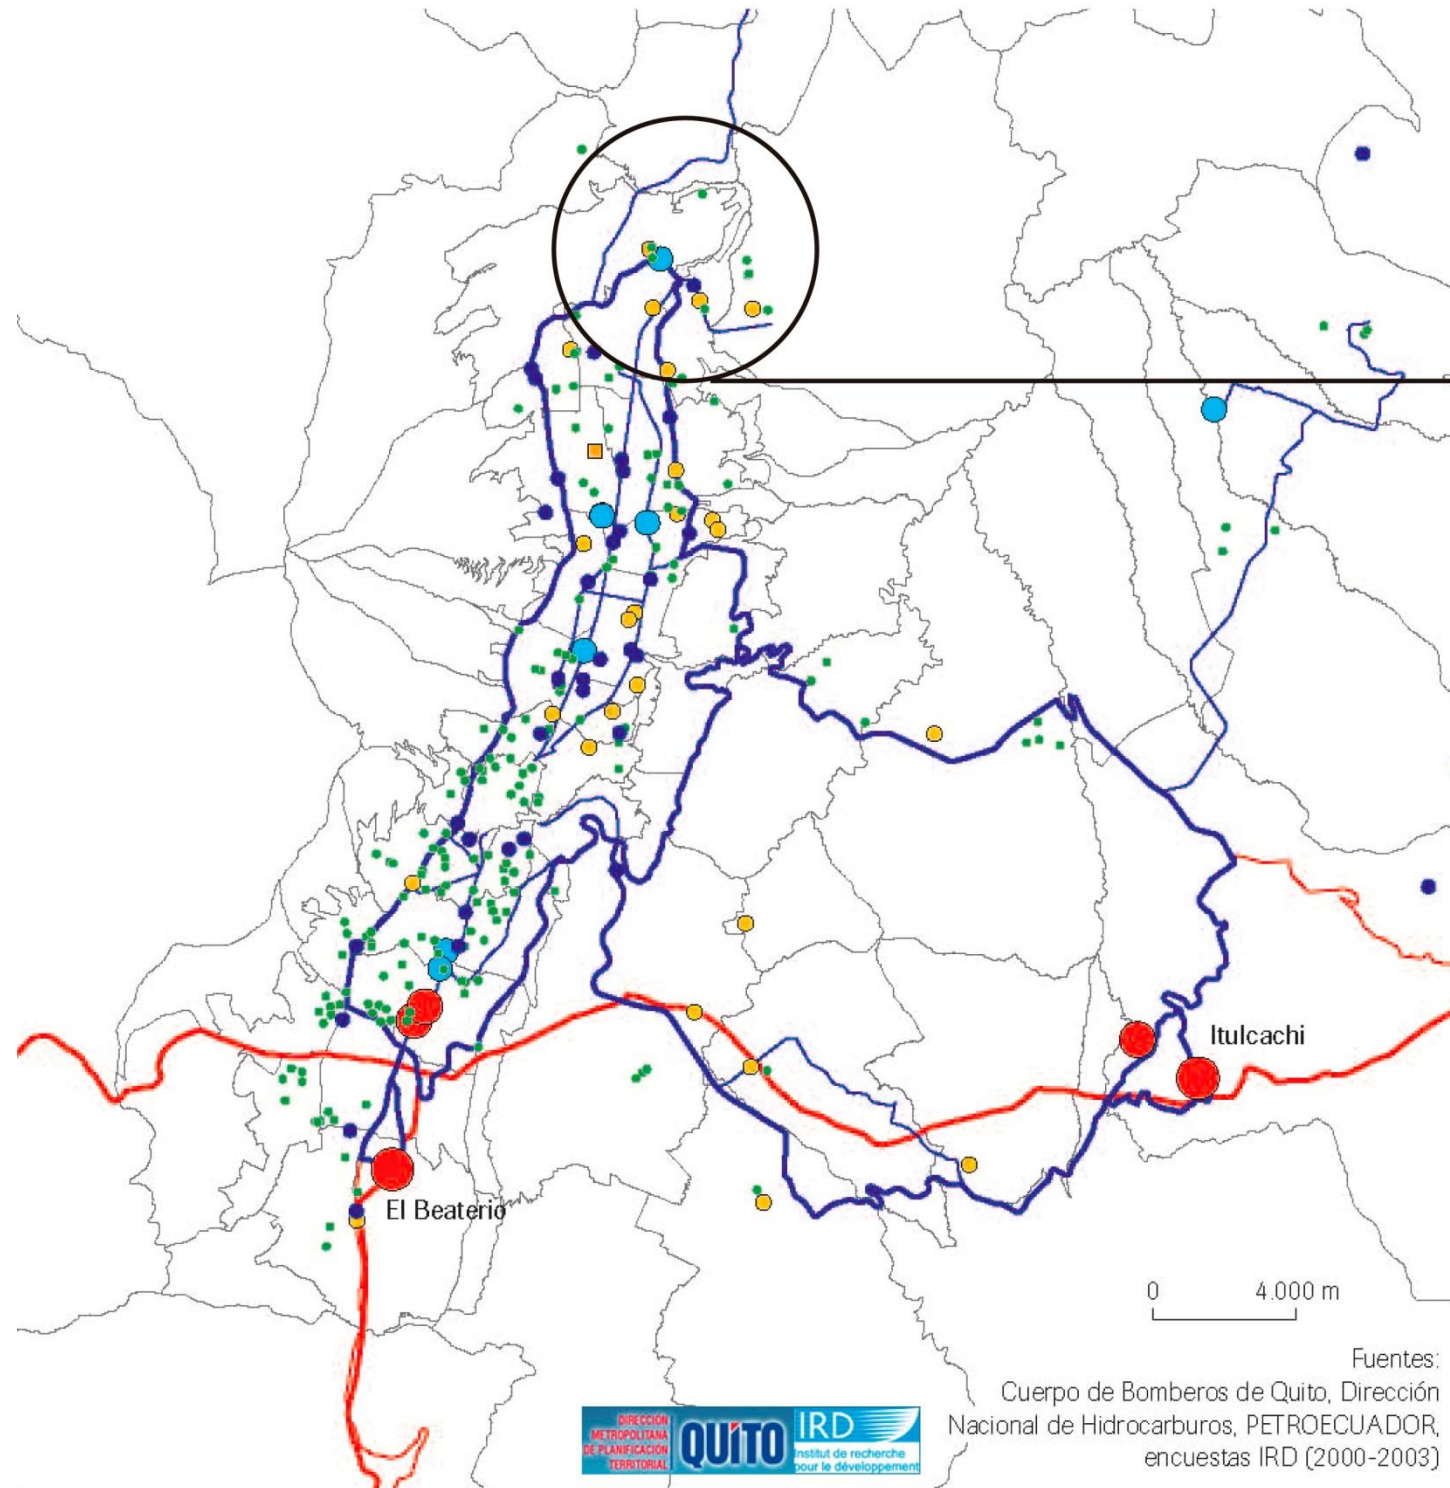 Itulcachi
El Beaterio
0 4.000 m
Fuentes:
Cuerpo de Bomberos de Quito, Dirección
Nacional de Hidrocarburos, PETROECUADOR,
encuestas IRD (2000-2003)
DIRECCIÓN
METROPOLITANA
DE PLANIFICACIÓN
TERRITORIAL
QUITO
IRD
Institut de recherche
pour le développement